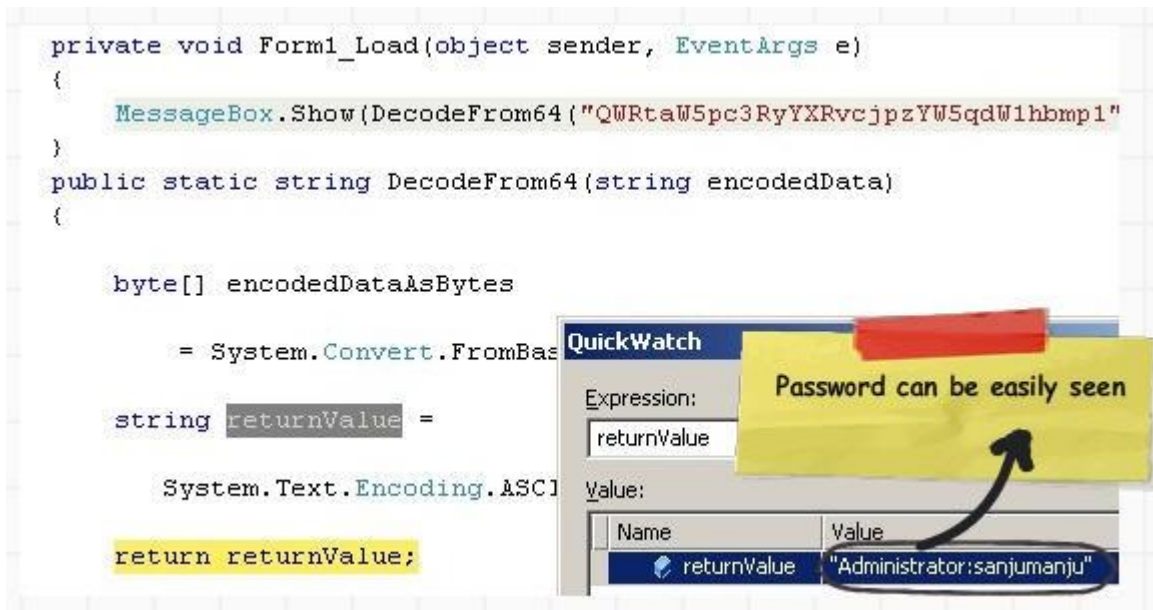 private void Form1_Load(object sender, EventArgs e)
{
MessageBox.Show(DecodeFrom64("QWRtaW5pc3RyYXRvcjpzYW5qdW1hbmp1"
}
public static string DecodeFrom64(string encodedData)
{
byte[] encodedDataAsBytes
= System.Convert.FromBas
string returnValue =
System.Text.Encoding.ASCI
return returnValue;
QuickWatch
Expression:
returnValue
Value:
Name Value
returnValue "Administrator:sanjumanju"
Password can be easily seen